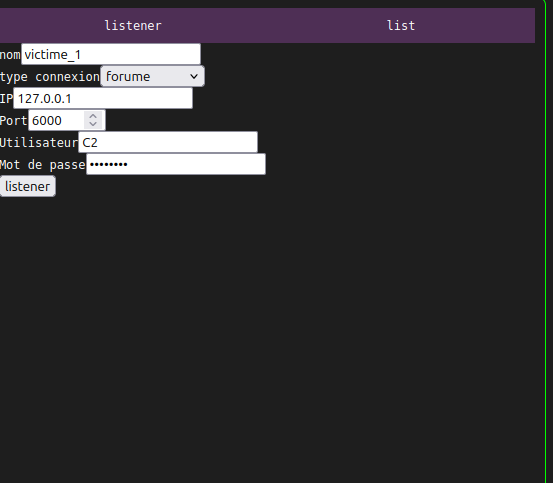 listener list
nom victime_1
type connexion forume
IP 127.0.0.1
Port 6000
Utilisateur C2
Mot de passe ••••••••
listener